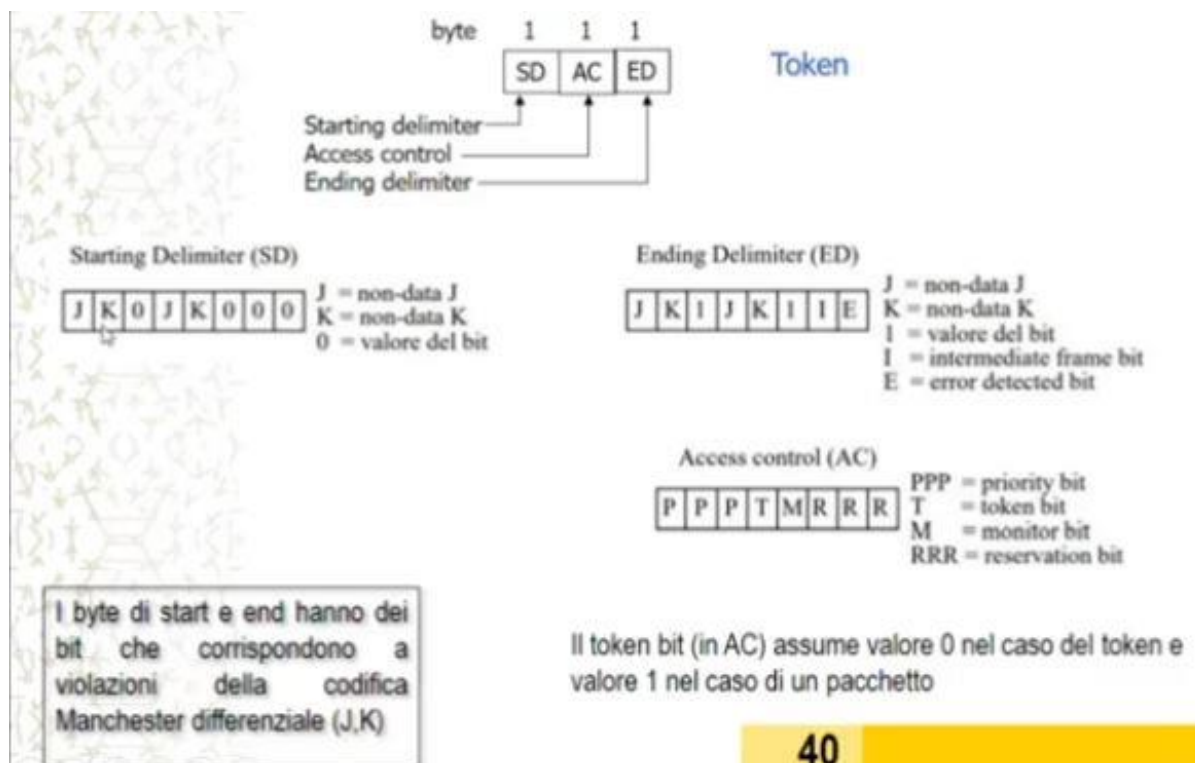 byte 1 1 1
SD AC ED
Token
Starting delimiter
Access control
Ending delimiter
Starting Delimiter (SD)
J K 0 J K 0 0 0
J = non-data J
K = non-data K
0 = valore del bit
Ending Delimiter (ED)
J K 1 J K 1 I E
J = non-data J
K = non-data K
1 = valore del bit
I = intermediate frame bit
E = error detected bit
Access control (AC)
P P P T M R R R
PPP = priority bit
T = token bit
M = monitor bit
RRR = reservation bit
I byte di start e end hanno dei
bit che corrispondono a
violazioni della codifica
Manchester differenziale (J,K)
Il token bit (in AC) assume valore 0 nel caso del token e
valore 1 nel caso di un pacchetto
40